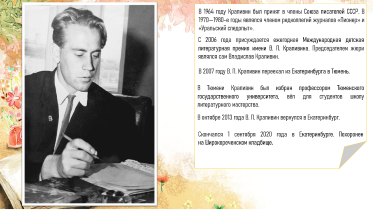 В 1964 году Крапивин был принят в члены Союза писателей СССР. В
1970—1980-е годы являлся членом редколлегий журналов «Пионер» и
«Уральский следопыт».
С 2006 года присуждается ежегодная Международная детская
литературная премия имени В. П. Крапивина. Председателем жюри
являлся сам Владислав Крапивин.
В 2007 году В. П. Крапивин переехал из Екатеринбурга в Тюмень.
В Тюмени Крапивин был избран профессором Тюменского
государственного университета, вёл для студентов школу
литературного мастерства.
В октябре 2013 года В. П. Крапивин вернулся в Екатеринбург.
Скончался 1 сентября 2020 года в Екатеринбурге. Похоронен
на Широкореченском кладбище.